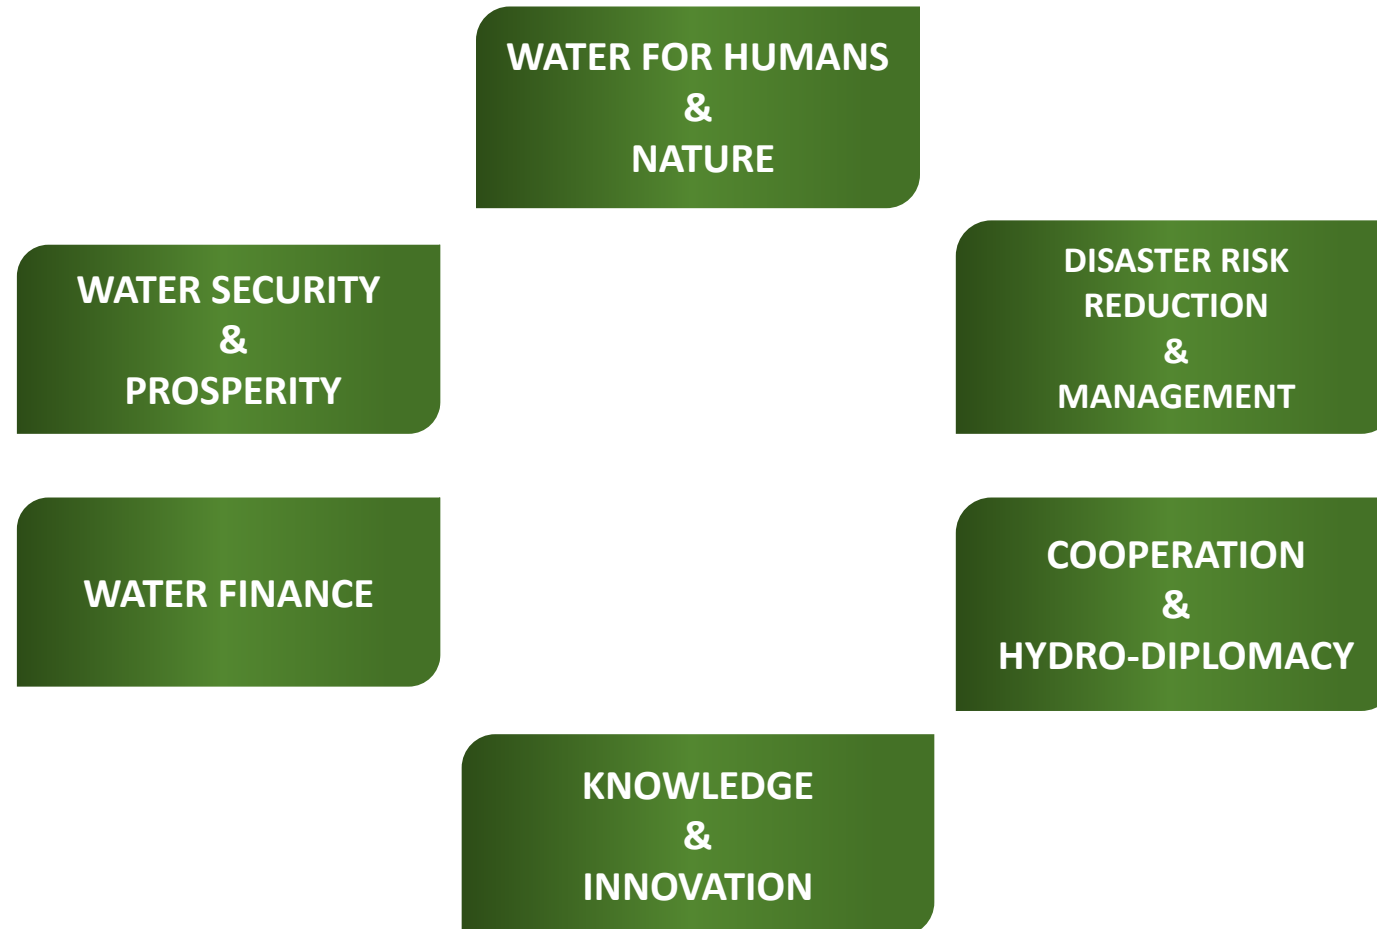 WATER FOR HUMANS
&
NATURE
DISASTER RISK
REDUCTION
&
MANAGEMENT
WATER SECURITY
&
PROSPERITY
WATER FINANCE
COOPERATION
&
HYDRO-DIPLOMACY
KNOWLEDGE
&
INNOVATION